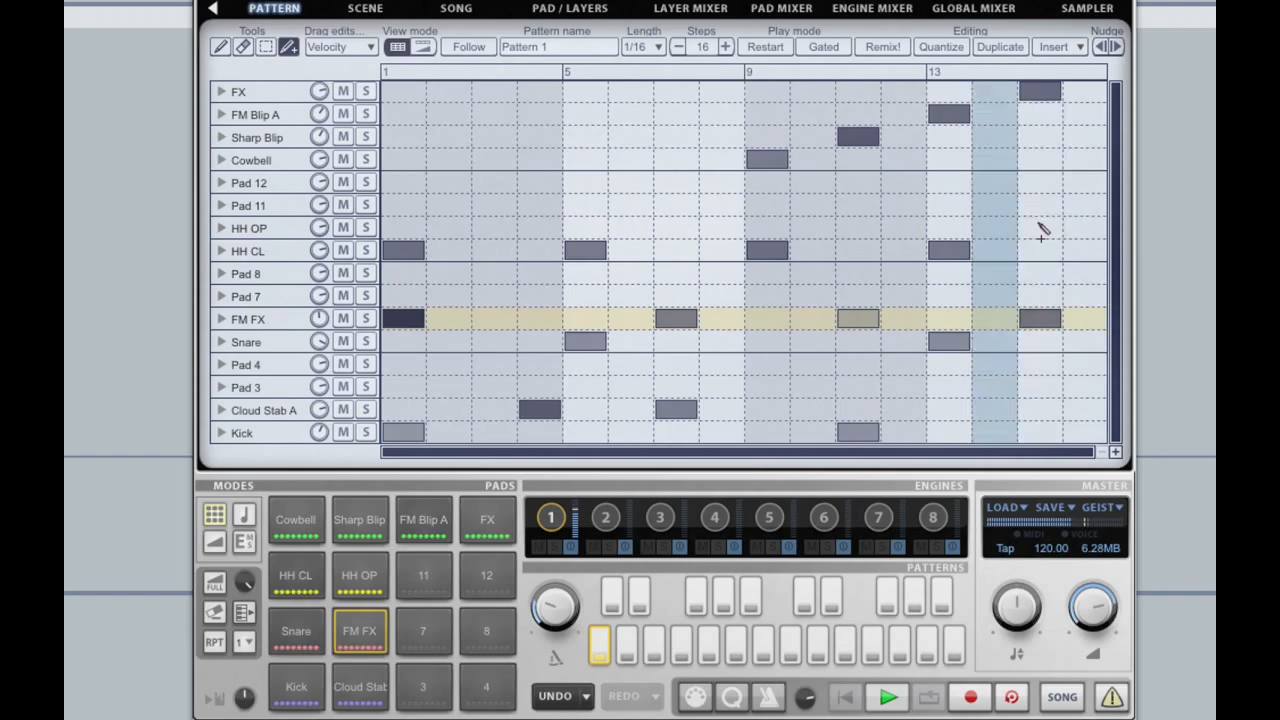 PATTERN SCENE SONG PAD / LAYERS LAYER MIXER PAD MIXER ENGINE MIXER GLOBAL MIXER SAMPLER
Tools Drag edits... View mode Pattern name Length Steps Play mode Editing Nudge
Velocity Follow Pattern 1 1/16 16 Restart Gated Remix! Quantize Duplicate Insert
1 5 9 13
FX M S
FM Blip A M S
Sharp Blip M S
Cowbell M S
Pad 12 M S
Pad 11 M S
HH OP M S
HH CL M S
Pad 8 M S
Pad 7 M S
FM FX M S
Snare M S
Pad 4 M S
Pad 3 M S
Cloud Stab A M S
Kick M S
MODES PADS ENGINES MASTER
Cowbell Sharp Blip FM Blip A FX
1 2 3 4 5 6 7 8
LOAD SAVE GEIST
MIDI VOICE
Tap 120.00 6.28MB
PATTERNS
HH CL HH OP 11 12
FULL
Snare FM FX 7 8
RPT 1
Kick Cloud Stab 3 4
UNDO REDO SONG